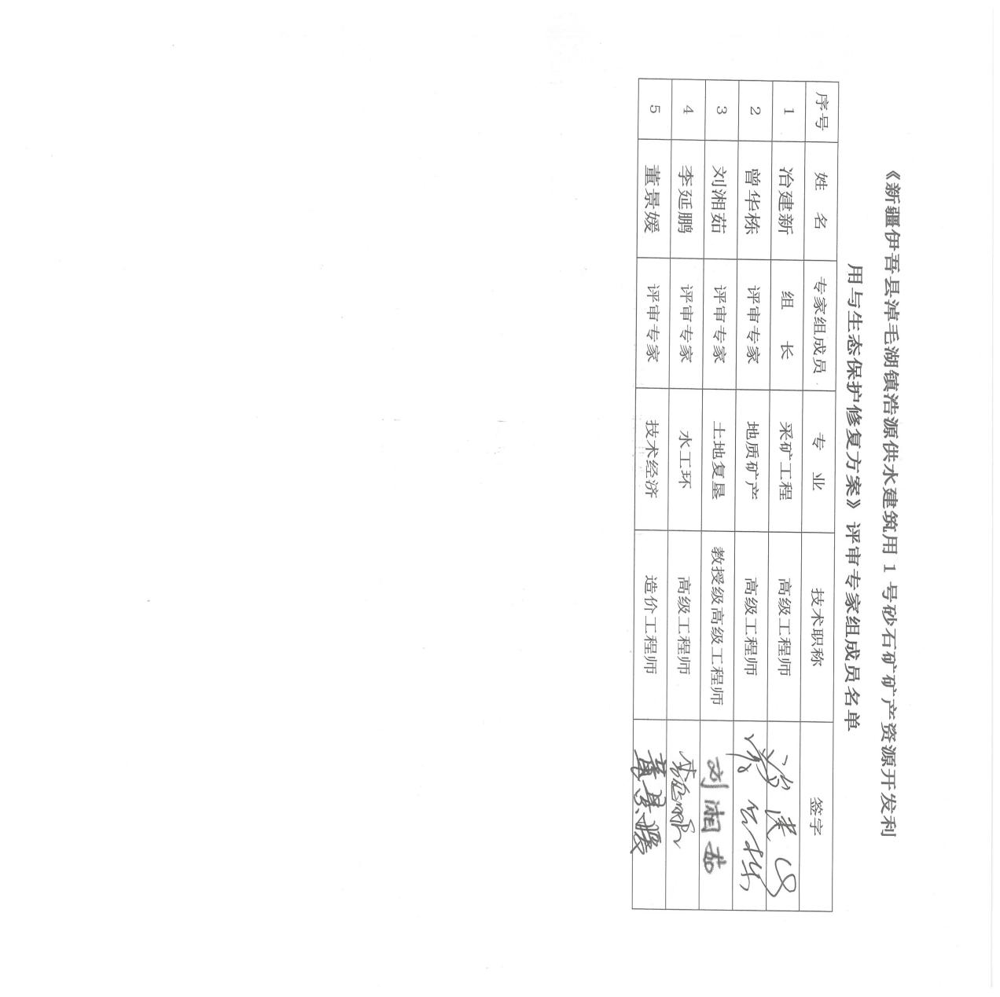 《新疆伊吾县淖毛湖镇浩源供水建筑用 1 号砂石矿矿产资源开发利
用与生态保护修复方案》评审专家组成员名单
序号 姓 名 专家组成员 专 业 技术职称 签字
1 冶建新 组 长 采矿工程 高级工程师
2 曾华栋 评审专家 地质矿产 高级工程师
3 刘湘茹 评审专家 土地复垦 教授级高级工程师 刘湘茹
4 李延鹏 评审专家 水工环 高级工程师 李延鹏
5 董景媛 评审专家 技术经济 造价工程师 董景媛